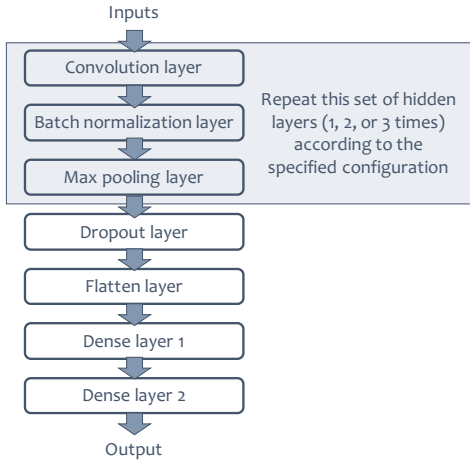 Inputs
Convolution layer
Batch normalization layer
Max pooling layer
Repeat this set of hidden
layers (1, 2, or 3 times)
according to the
specified configuration
Dropout layer
Flatten layer
Dense layer 1
Dense layer 2
Output